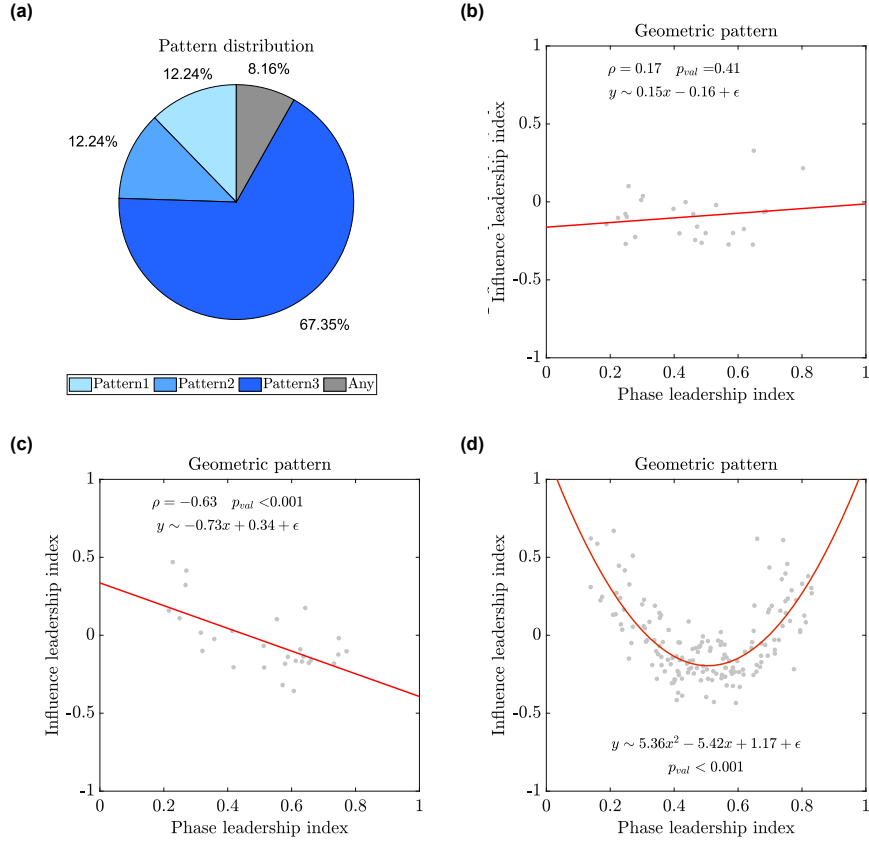 (a)
Pattern distribution
12.24%
8.16%
12.24%
67.35%
Pattern1 Pattern2 Pattern3 Any
(b)
Geometric pattern
ρ = 0.17 p_val =0.41
y ∼ 0.15x − 0.16 + ϵ
Influence leadership index
1
0.5
0
-0.5
-1
0 0.2 0.4 0.6 0.8 1
Phase leadership index
(c)
Geometric pattern
ρ = −0.63 p_val <0.001
y ∼ −0.73x + 0.34 + ϵ
Influence leadership index
1
0.5
0
-0.5
-1
0 0.2 0.4 0.6 0.8 1
Phase leadership index
(d)
Geometric pattern
Influence leadership index
1
0.5
0
-0.5
-1
y ∼ 5.36x² − 5.42x + 1.17 + ϵ
p_val < 0.001
0 0.2 0.4 0.6 0.8 1
Phase leadership index